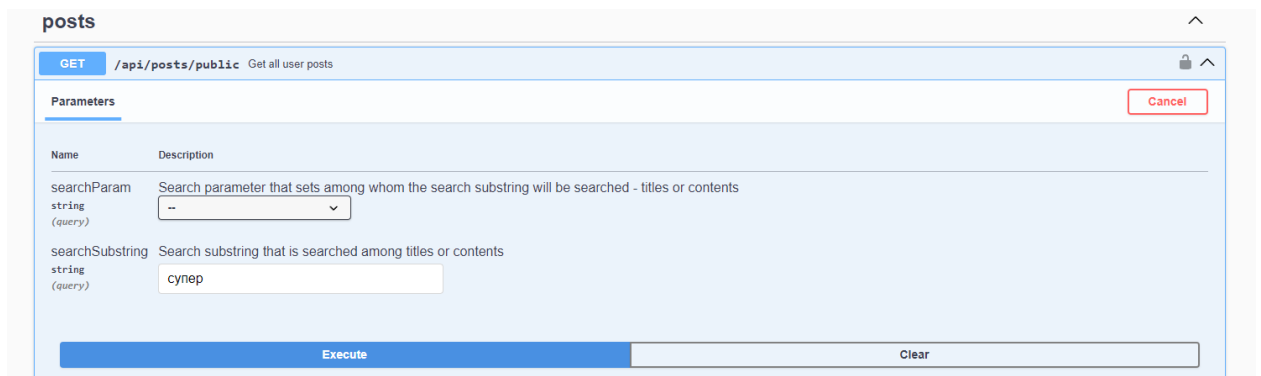 posts
GET /api/posts/public Get all user posts
Parameters
Cancel
Name Description
searchParam Search parameter that sets among whom the search substring will be searched - titles or contents
string
--
(query)
searchSubstring Search substring that is searched among titles or contents
string
супер
(query)
Execute Clear